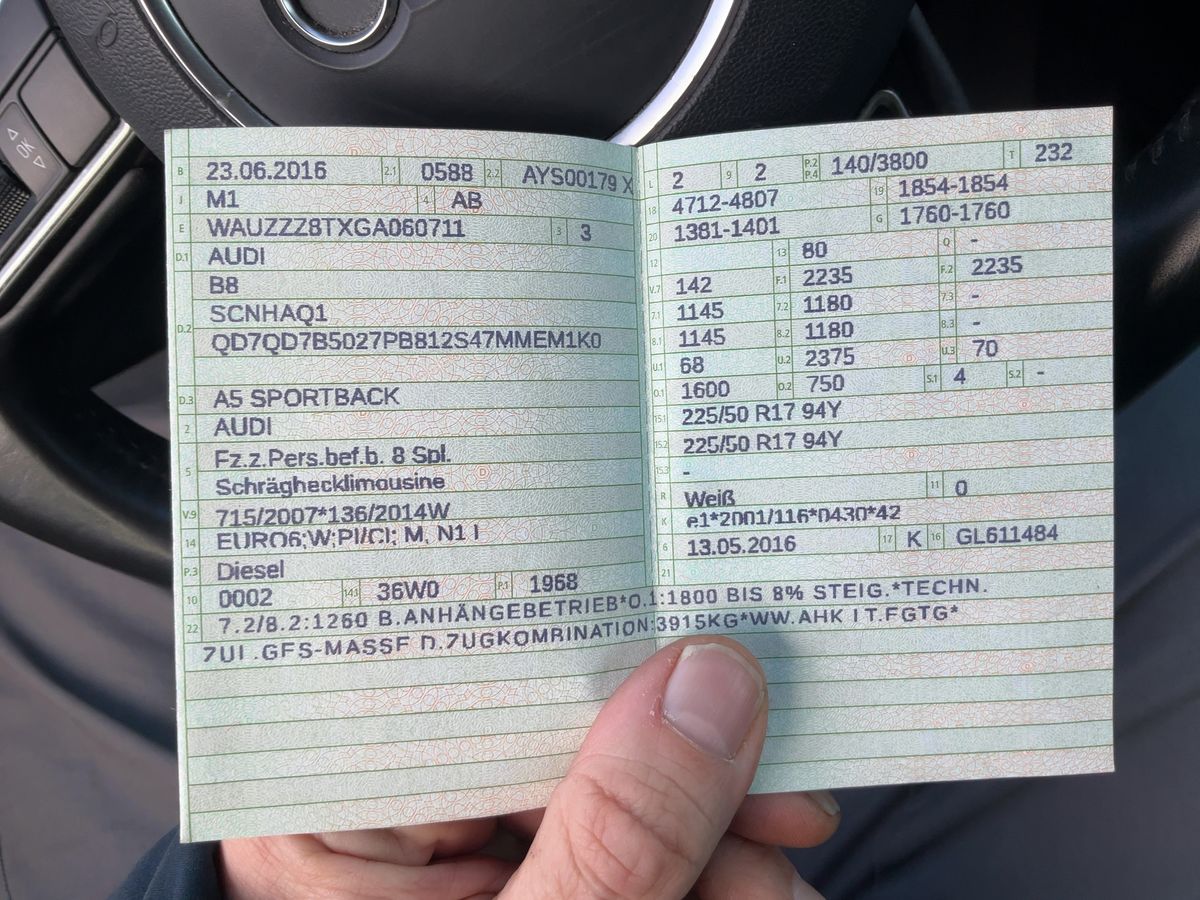 OK
B 23.06.2016 2.1 0588 2.2 AYS00179 X
J M1 4 AB
E WAUZZZ8TXGA060711 3 3
D.1 AUDI
B8
D.2 SCNHAQ1
QD7QD7B5027PB812S47MMEM1K0
D.3 A5 SPORTBACK
2 AUDI
5 Fz.z.Pers.bef.b. 8 Spl.
Schräghecklimousine
V.9 715/2007*136/2014W
14 EURO6;W;PI/CI; M, N1 I
P.3 Diesel
10 0002 14.1 36W0 P.1 1968
L 2 9 2 P.2 P.4 140/3800 T 232
18 4712-4807 19 1854-1854
20 1381-1401 G 1760-1760
12 13 80 Q -
V.7 142 F.1 2235 F.2 2235
7.1 1145 7.2 1180 7.3 -
8.1 1145 8.2 1180 8.3 -
U.1 68 U.2 2375 U.3 70
O.1 1600 O.2 750 S.1 4 S.2 -
15.1 225/50 R17 94Y
15.2 225/50 R17 94Y
15.3 -
R Weiß 11 0
K e1*2001/116*0430*42
6 13.05.2016 17 K 16 GL611484
21
22 7.2/8.2:1260 B.ANHÄNGEBETRIEB*O.1:1800 BIS 8% STEIG.*TECHN.
ZUL.GES-MASSE D.ZUGKOMBINATION:3915KG*WW.AHK LT.FGTG*